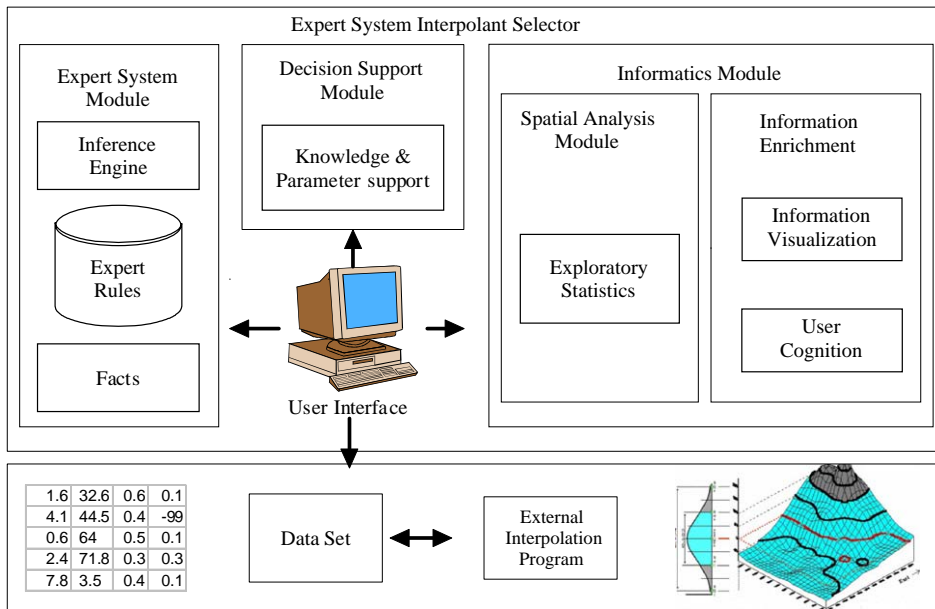 Expert System Interpolant Selector
Expert System
Module
Inference
Engine
Expert
Rules
Facts
Decision Support
Module
Knowledge &
Parameter support
User Interface
Informatics Module
Spatial Analysis
Module
Exploratory
Statistics
Information
Enrichment
Information
Visualization
User
Cognition
1.6 32.6 0.6 0.1
4.1 44.5 0.4 -99
0.6 64 0.5 0.1
2.4 71.8 0.3 0.3
7.8 3.5 0.4 0.1
Data Set
External
Interpolation
Program